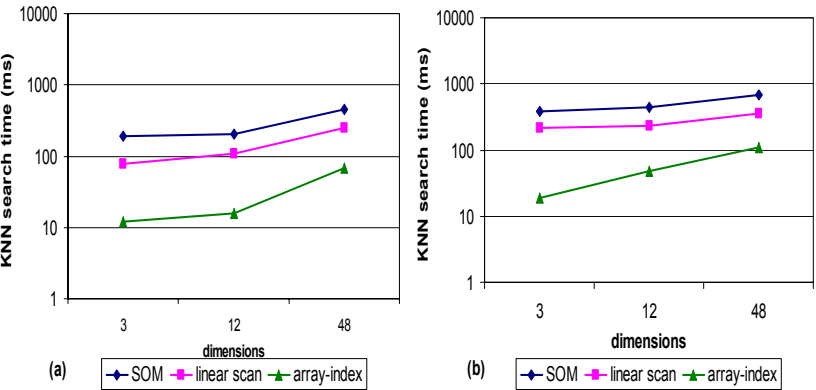 KNN search time (ms)
10000
1000
100
10
1
3 12 48
dimensions
(a)
SOM linear scan array-index
KNN search time (ms)
10000
1000
100
10
1
3 12 48
dimensions
(b)
SOM linear scan array-index